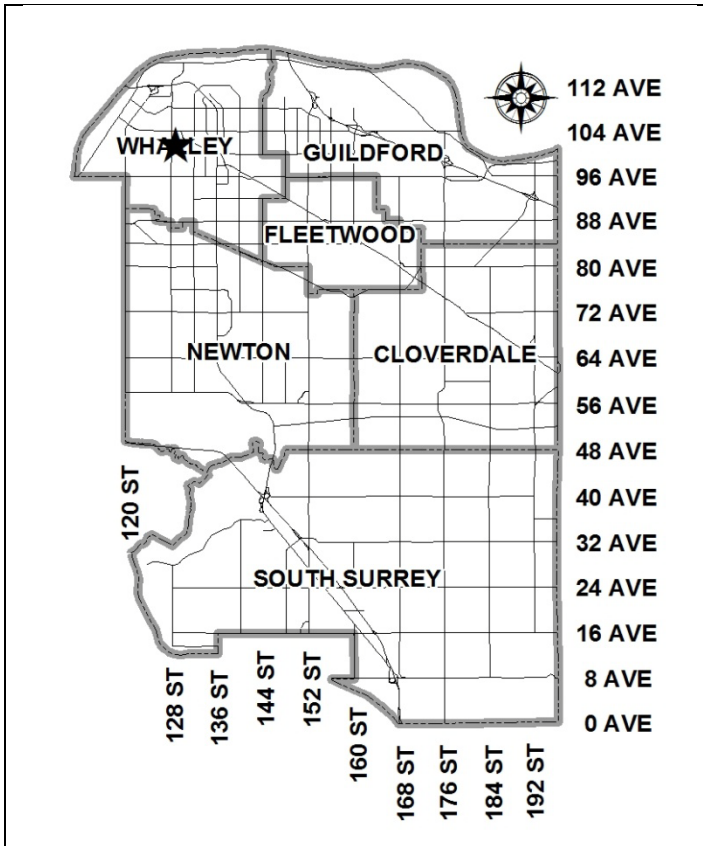 112 AVE
104 AVE
WHALLEY
GUILDFORD
96 AVE
88 AVE
FLEETWOOD
80 AVE
72 AVE
NEWTON
CLOVERDALE
64 AVE
56 AVE
48 AVE
120 ST
40 AVE
32 AVE
SOUTH SURREY
24 AVE
16 AVE
8 AVE
0 AVE
128 ST
136 ST
144 ST
152 ST
160 ST
168 ST
176 ST
184 ST
192 ST